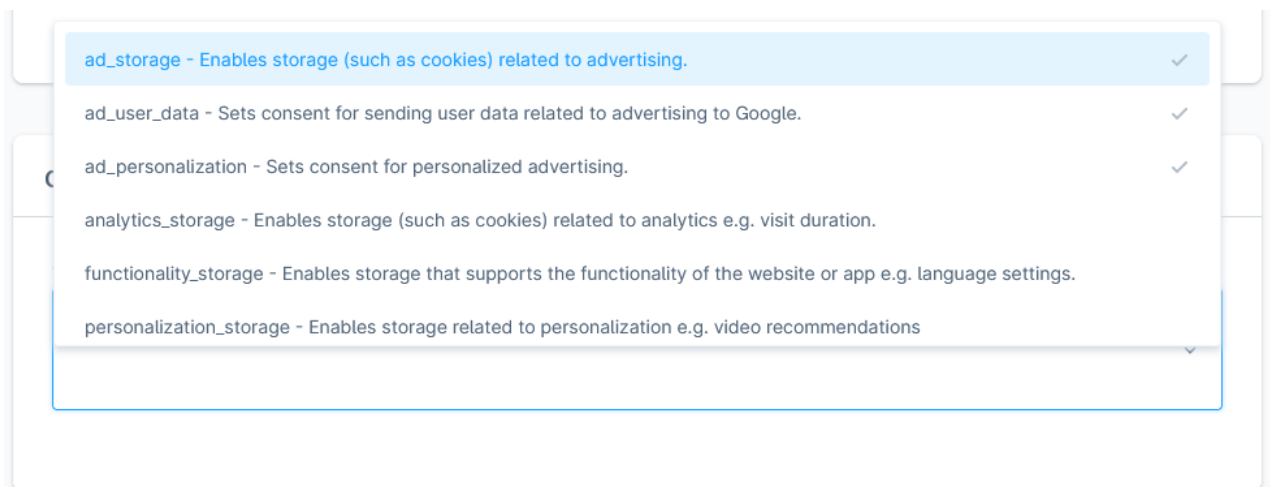 ad_storage - Enables storage (such as cookies) related to advertising.
ad_user_data - Sets consent for sending user data related to advertising to Google.
ad_personalization - Sets consent for personalized advertising.
analytics_storage - Enables storage (such as cookies) related to analytics e.g. visit duration.
functionality_storage - Enables storage that supports the functionality of the website or app e.g. language settings.
personalization_storage - Enables storage related to personalization e.g. video recommendations